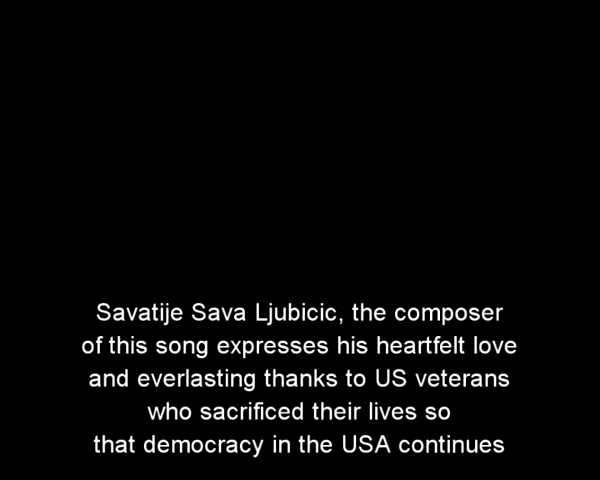 Savatije Sava Ljubicic, the composer
of this song expresses his heartfelt love
and everlasting thanks to US veterans
who sacrificed their lives so
that democracy in the USA continues